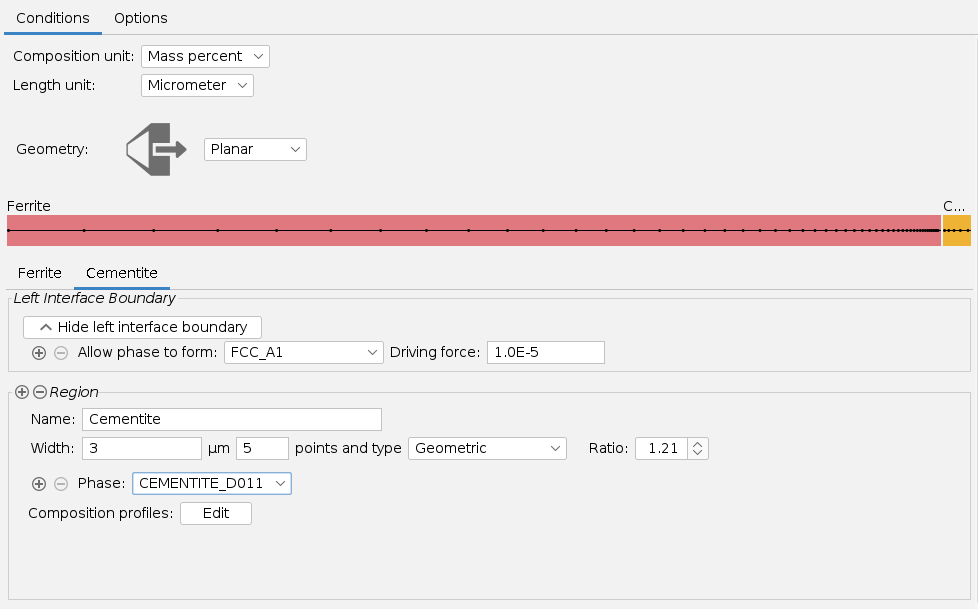 Conditions Options
Composition unit: Mass percent
Length unit: Micrometer
Geometry: Planar
Ferrite C...
Ferrite Cementite
Left Interface Boundary
Hide left interface boundary
Allow phase to form: FCC_A1 Driving force: 1.0E-5
Region
Name: Cementite
Width: 3 µm 5 points and type Geometric Ratio: 1.21
Phase: CEMENTITE_D011
Composition profiles: Edit